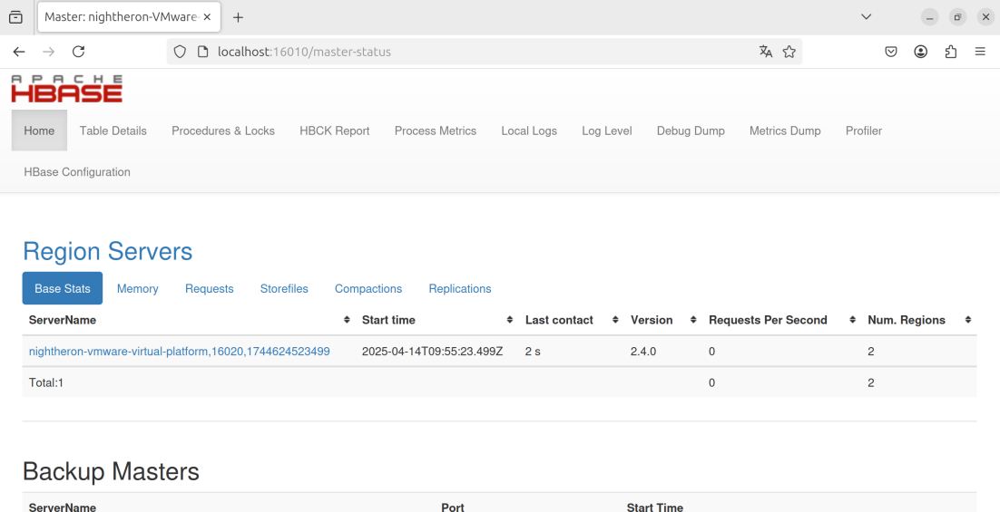 Master: nightheron-VMware-
localhost:16010/master-status
APACHE
HBASE
Home Table Details Procedures & Locks HBCK Report Process Metrics Local Logs Log Level Debug Dump Metrics Dump Profiler
HBase Configuration
Region Servers
Base Stats Memory Requests Storefiles Compactions Replications
ServerName Start time Last contact Version Requests Per Second Num. Regions
nightheron-vmware-virtual-platform,16020,1744624523499 2025-04-14T09:55:23.499Z 2 s 2.4.0 0 2
Total:1 0 2
Backup Masters
ServerName Port Start Time